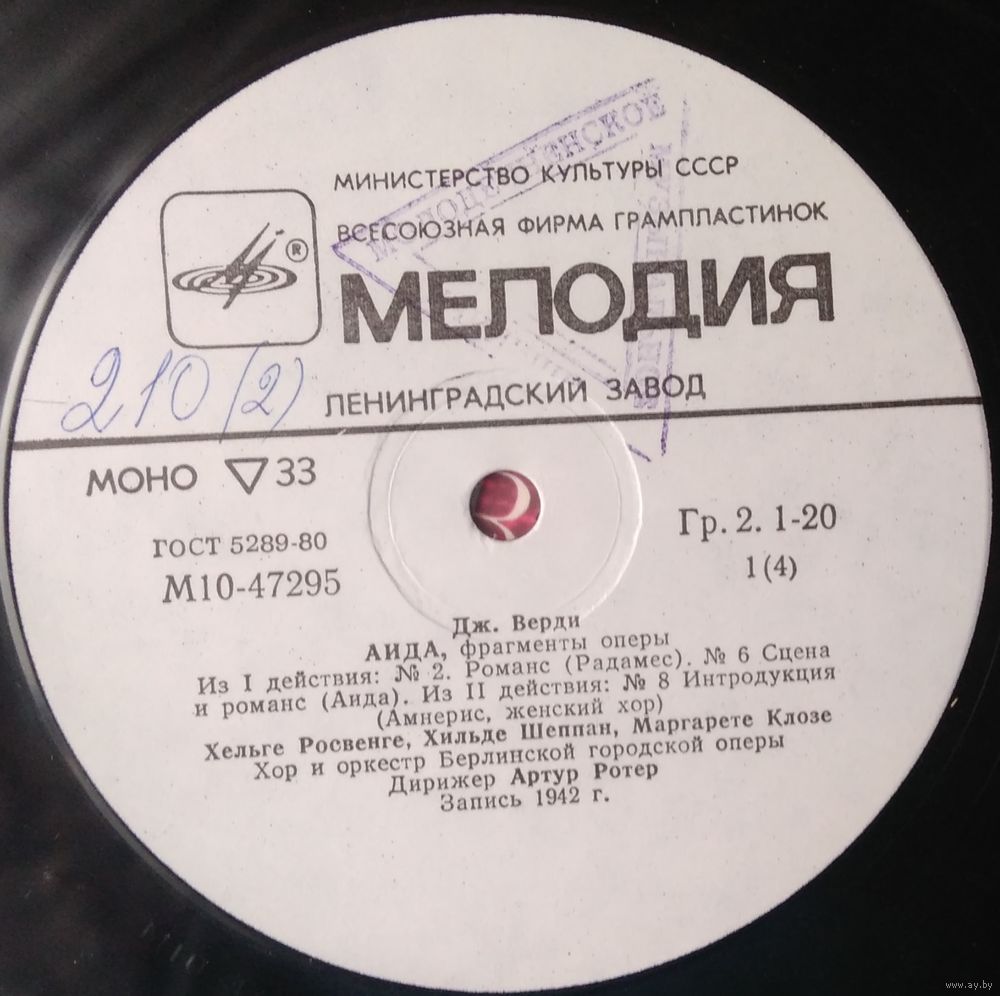 МИНИСТЕРСТВО КУЛЬТУРЫ СССР
ВСЕСОЮЗНАЯ ФИРМА ГРАМПЛАСТИНОК
®
МЕЛОДИЯ
210 (2)
ЛЕНИНГРАДСКИЙ ЗАВОД
МОНО ▽ 33
ГОСТ 5289-80
М10-47295
Гр. 2. 1-20
1 (4)
Дж. Верди
АИДА, фрагменты оперы
Из I действия: № 2. Романс (Радамес). № 6 Сцена
и романс (Аида). Из II действия: № 8 Интродукция
(Амнерис, женский хор)
Хельге Росвенге, Хильде Шеппан, Маргарете Клозе
Хор и оркестр Берлинской городской оперы
Дирижер Артур Ротер
Запись 1942 г.
www.ay.by